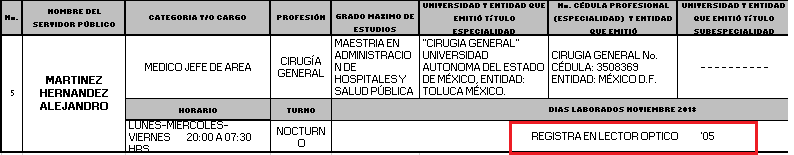 No.
NOMBRE DEL SERVIDOR PÚBLICO
CATEGORIA Y/O CARGO
PROFESIÓN
GRADO MAXIMO DE ESTUDIOS
UNIVERSIDAD Y ENTIDAD QUE EMITIÓ TíTULO ESPECIALIDAD
No. CÉDULA PROFESIONAL (ESPECIALIDAD) Y ENTIDAD QUE EMITIÓ
UNIVERSIDAD Y ENTIDAD QUE EMITIÓ TíTULO SUBESPECIALIDAD
5
MARTINEZ
HERNANDEZ
ALEJANDRO
MEDICO JEFE DE AREA
CIRUGÍA
GENERAL
MAESTRIA EN
ADMINISTRACIO
N DE
HOSPITALES Y
SALUD PÚBLICA
"CIRUGIA GENERAL"
UNIVERSIDAD
AUTONOMA DEL ESTADO
DE MÉXICO, ENTIDAD:
TOLUCA MÉXICO.
CIRUGIA GENERAL No.
CÉDULA: 3508369
ENTIDAD: MÉXICO D.F.
- - - - - - - - -
HORARIO
TURNO
DIAS LABORADOS NOVIEMBRE 2018
LUNES-MIERCOLES-
VIERNES 20:00 A 07:30
HRS
NOCTURN
O
REGISTRA EN LECTOR OPTICO '05